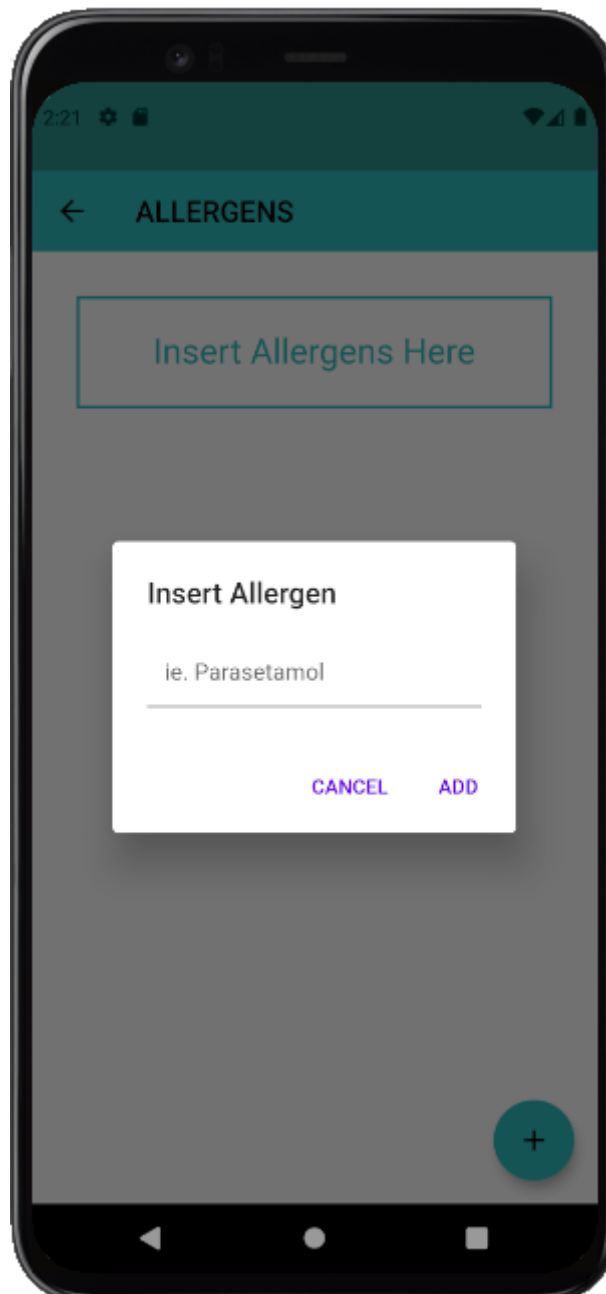 2:21
ALLERGENS
Insert Allergens Here
Insert Allergen
ie. Parasetamol
CANCEL ADD